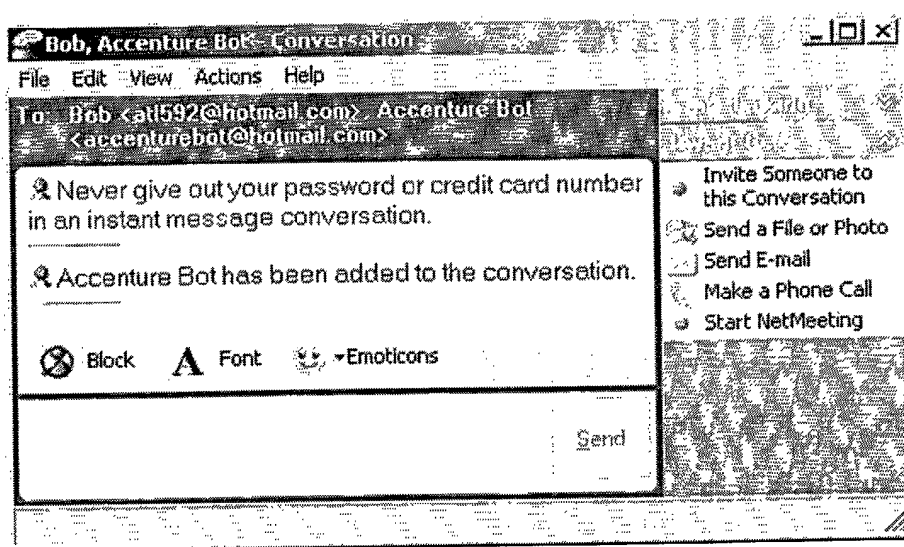 Bob, Accenture Bot - Conversation
File Edit View Actions Help
To: Bob <atl592@hotmail.com>, Accenture Bot
<accenturebot@hotmail.com>
Never give out your password or credit card number
in an instant message conversation.
Accenture Bot has been added to the conversation.
Block A Font Emoticons
Send
Invite Someone to
this Conversation
Send a File or Photo
Send E-mail
Make a Phone Call
Start NetMeeting